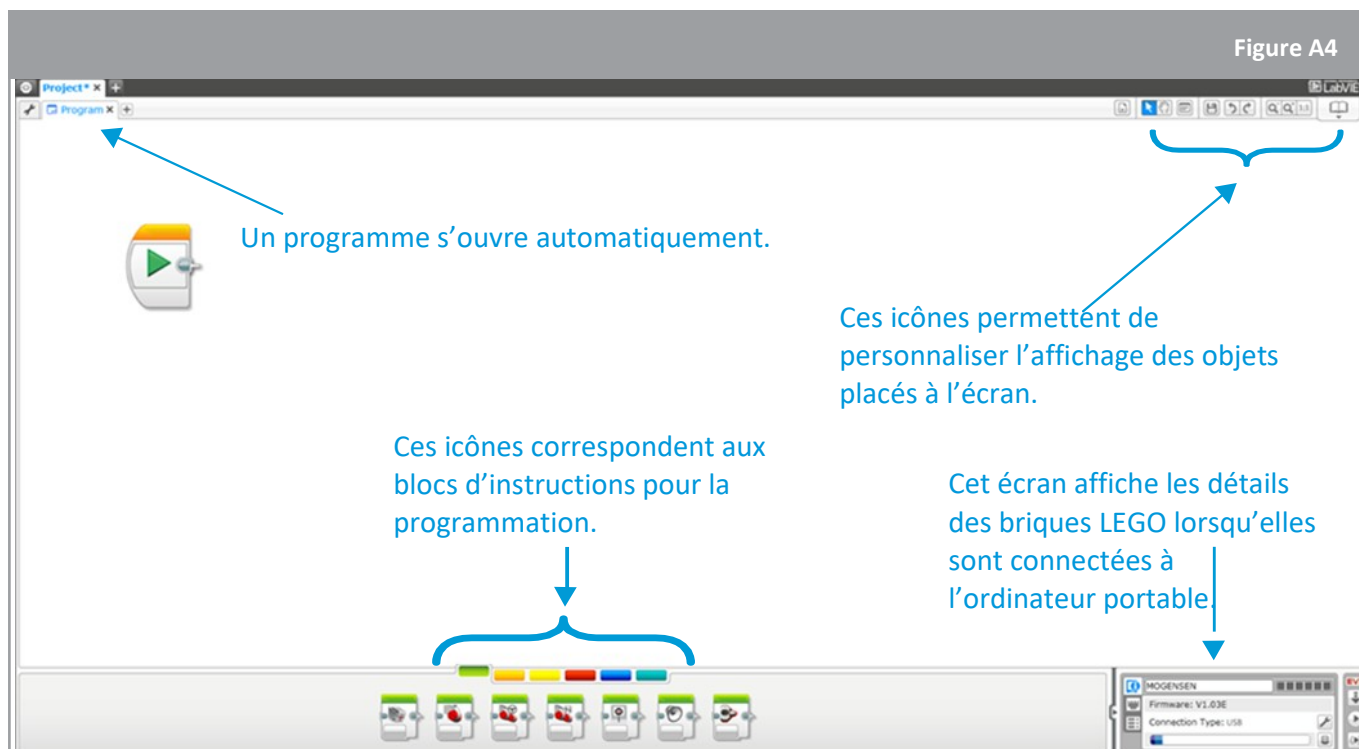 Figure A4
Project* × +
LabVIE
Program × +
Un programme s’ouvre automatiquement.
Ces icônes permettent de
personnaliser l’affichage des objets
placés à l’écran.
Ces icônes correspondent aux
blocs d’instructions pour la
programmation.
Cet écran affiche les détails
des briques LEGO lorsqu’elles
sont connectées à
l’ordinateur portable.
MOGENSEN
EV
Firmware: V1.03E
Connection Type: USB